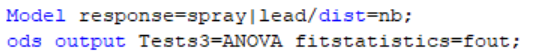 Model response=spray|lead/dist=nb;
ods output Tests3=ANOVA fitstatistics=fout;